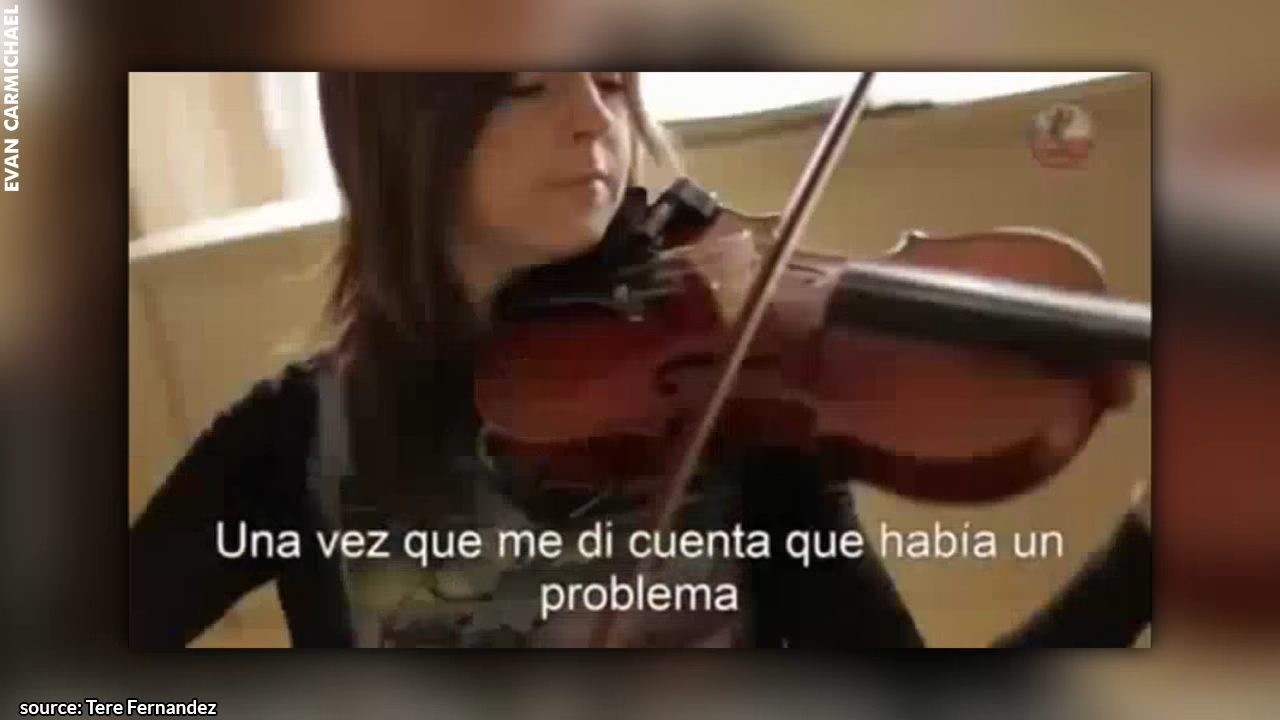 EVAN CARMICHAEL
Una vez que me di cuenta que había un
problema
source: Tere Fernandez